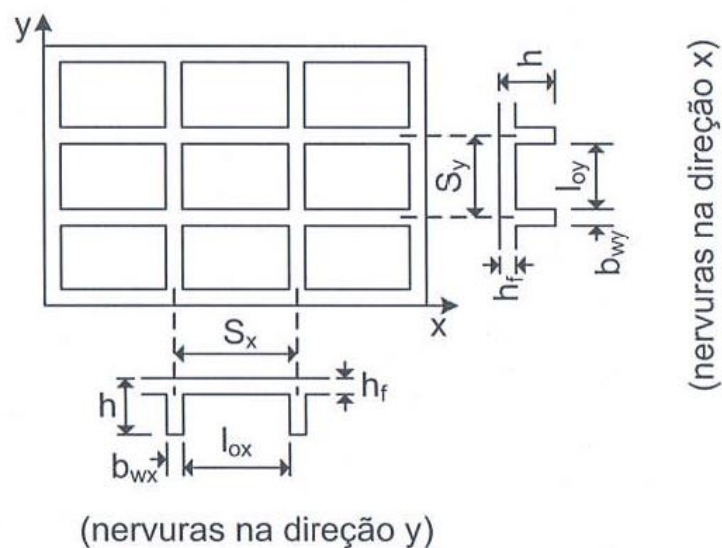 y
x
h
S_y
l_oy
b_wy
h_f
(nervuras na direção x)
S_x
h
h_f
b_wx
l_ox
(nervuras na direção y)